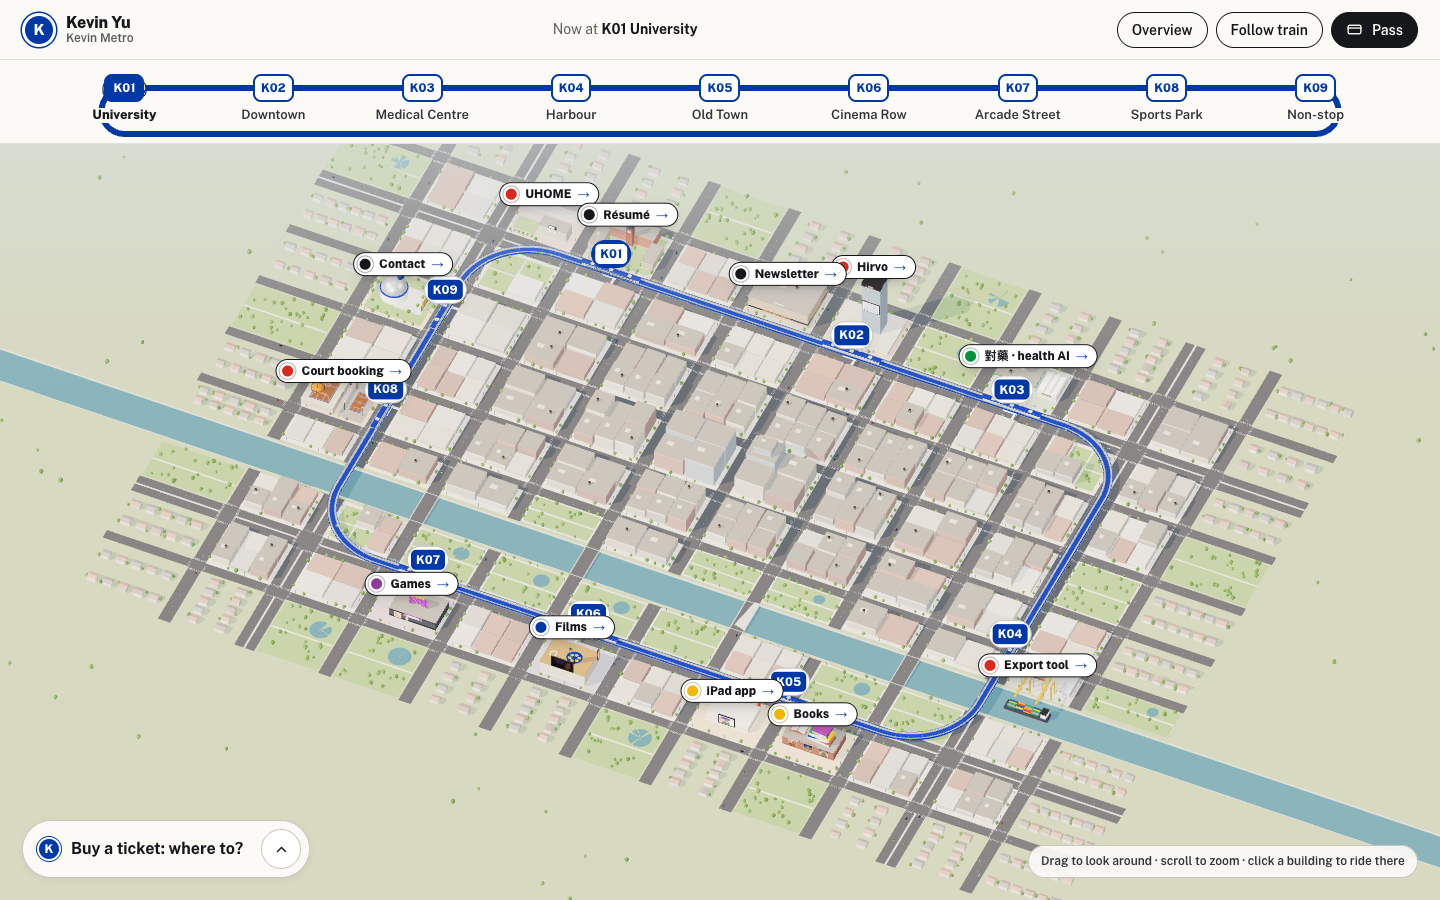 K
Kevin Yu
Kevin Metro
Now at K01 University
Overview
Follow train
Pass
K01
K02
K03
K04
K05
K06
K07
K08
K09
University
Downtown
Medical Centre
Harbour
Old Town
Cinema Row
Arcade Street
Sports Park
Non-stop
UHOME →
Résumé →
K01
Contact →
Newsletter →
Hirvo →
K09
K02
對藥 · health AI →
Court booking →
K08
K03
K07
Games →
K06
Films →
K04
Export tool →
K05
iPad app →
Books →
K
Buy a ticket: where to?
Drag to look around · scroll to zoom · click a building to ride there